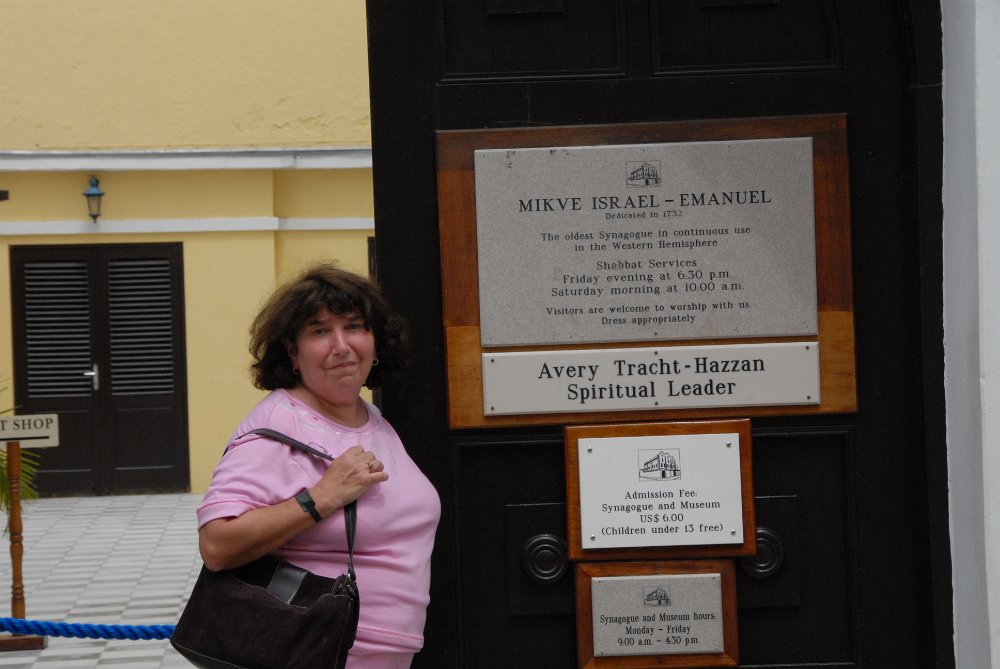 MIKVE ISRAEL – EMANUEL
Dedicated in 1732
The oldest Synagogue in continuous use
in the Western Hemisphere
Shabbat Services
Friday evening at 6.30 p.m.
Saturday morning at 10.00 a.m.
Visitors are welcome to worship with us
Dress appropriately
Avery Tracht-Hazzan
Spiritual Leader
Admission Fee:
Synagogue and Museum
US$ 6.00
(Children under 13 free)
Synagogue and Museum hours:
Monday – Friday
9.00 a.m. – 4.30 p.m.
T SHOP